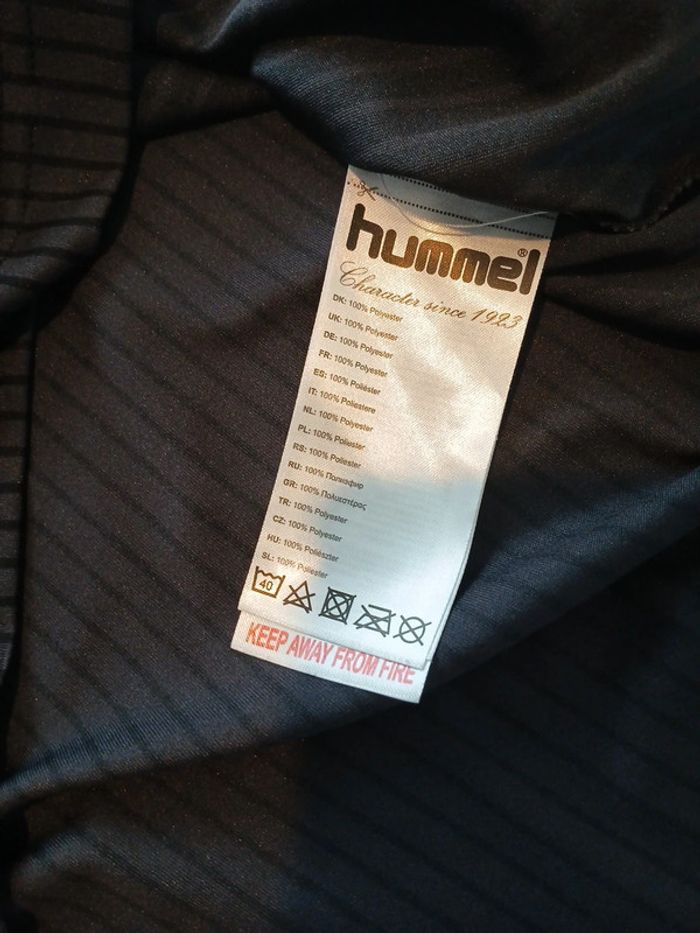 hummel®
Character since 1923
DK: 100% Polyester
UK: 100% Polyester
DE: 100% Polyester
FR: 100% Polyester
ES: 100% Poliéster
IT: 100% Poliestere
NL: 100% Polyester
PL: 100% Poliester
RS: 100% Poliester
RU: 100% Полиэфир
GR: 100% Πολυεστέρας
TR: 100% Polyester
CZ: 100% Polyester
HU: 100% Poliészter
SL: 100% Poliester
40
KEEP AWAY FROM FIRE